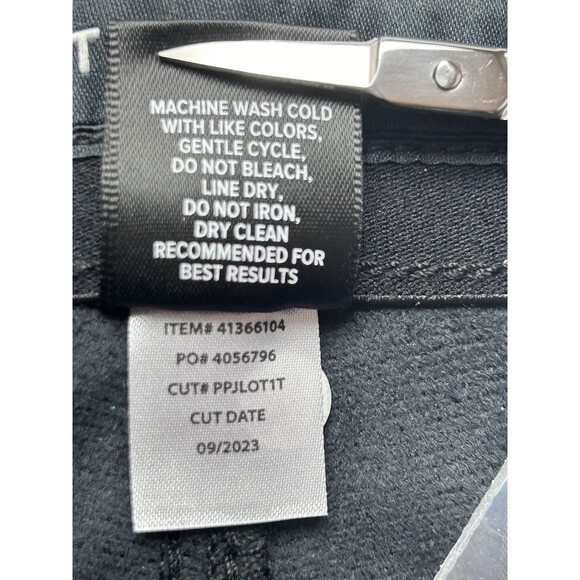 T
MACHINE WASH COLD
WITH LIKE COLORS,
GENTLE CYCLE,
DO NOT BLEACH,
LINE DRY,
DO NOT IRON,
DRY CLEAN
RECOMMENDED FOR
BEST RESULTS
ITEM# 41366104
PO# 4056796
CUT# PPJLOT1T
CUT DATE
09/2023